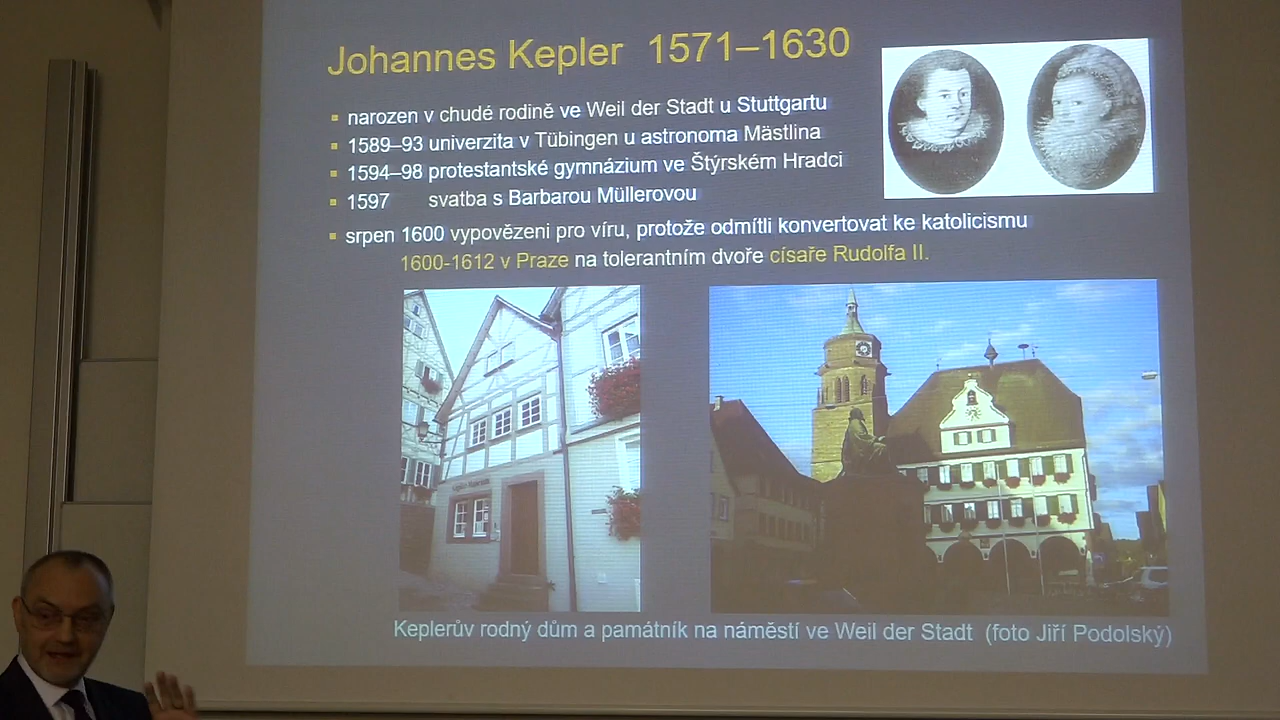 Johannes Kepler 1571–1630
narozen v chudé rodině ve Weil der Stadt u Stuttgartu
1589–93 univerzita v Tübingen u astronoma Mästlina
1594–98 protestantské gymnázium ve Štýrském Hradci
1597 svatba s Barbarou Müllerovou
srpen 1600 vypovězeni pro víru, protože odmítli konvertovat ke katolicismu
1600-1612 v Praze na tolerantním dvoře císaře Rudolfa II.
Keplerův rodný dům a památník na náměstí ve Weil der Stadt (foto Jiří Podolský)